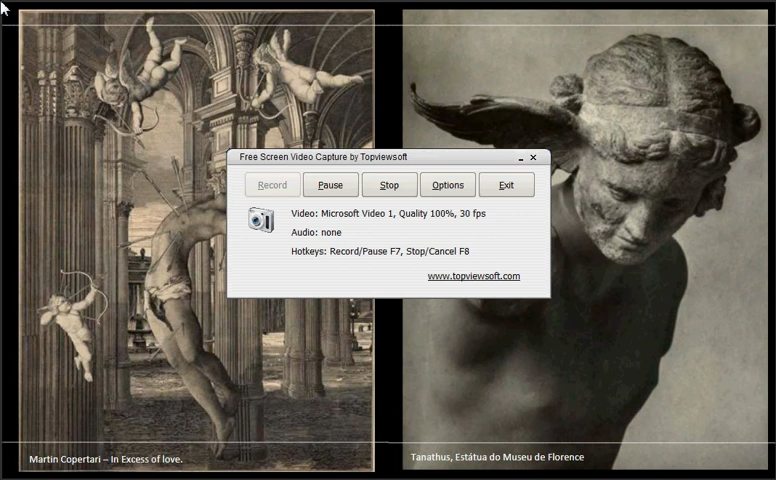 Free Screen Video Capture by Topviewsoft
Record
Pause
Stop
Options
Exit
Video: Microsoft Video 1, Quality 100%, 30 fps
Audio: none
Hotkeys: Record/Pause F7, Stop/Cancel F8
www.topviewsoft.com
Martin Copertari – In Excess of love.
Tanathus, Estátua do Museu de Florence